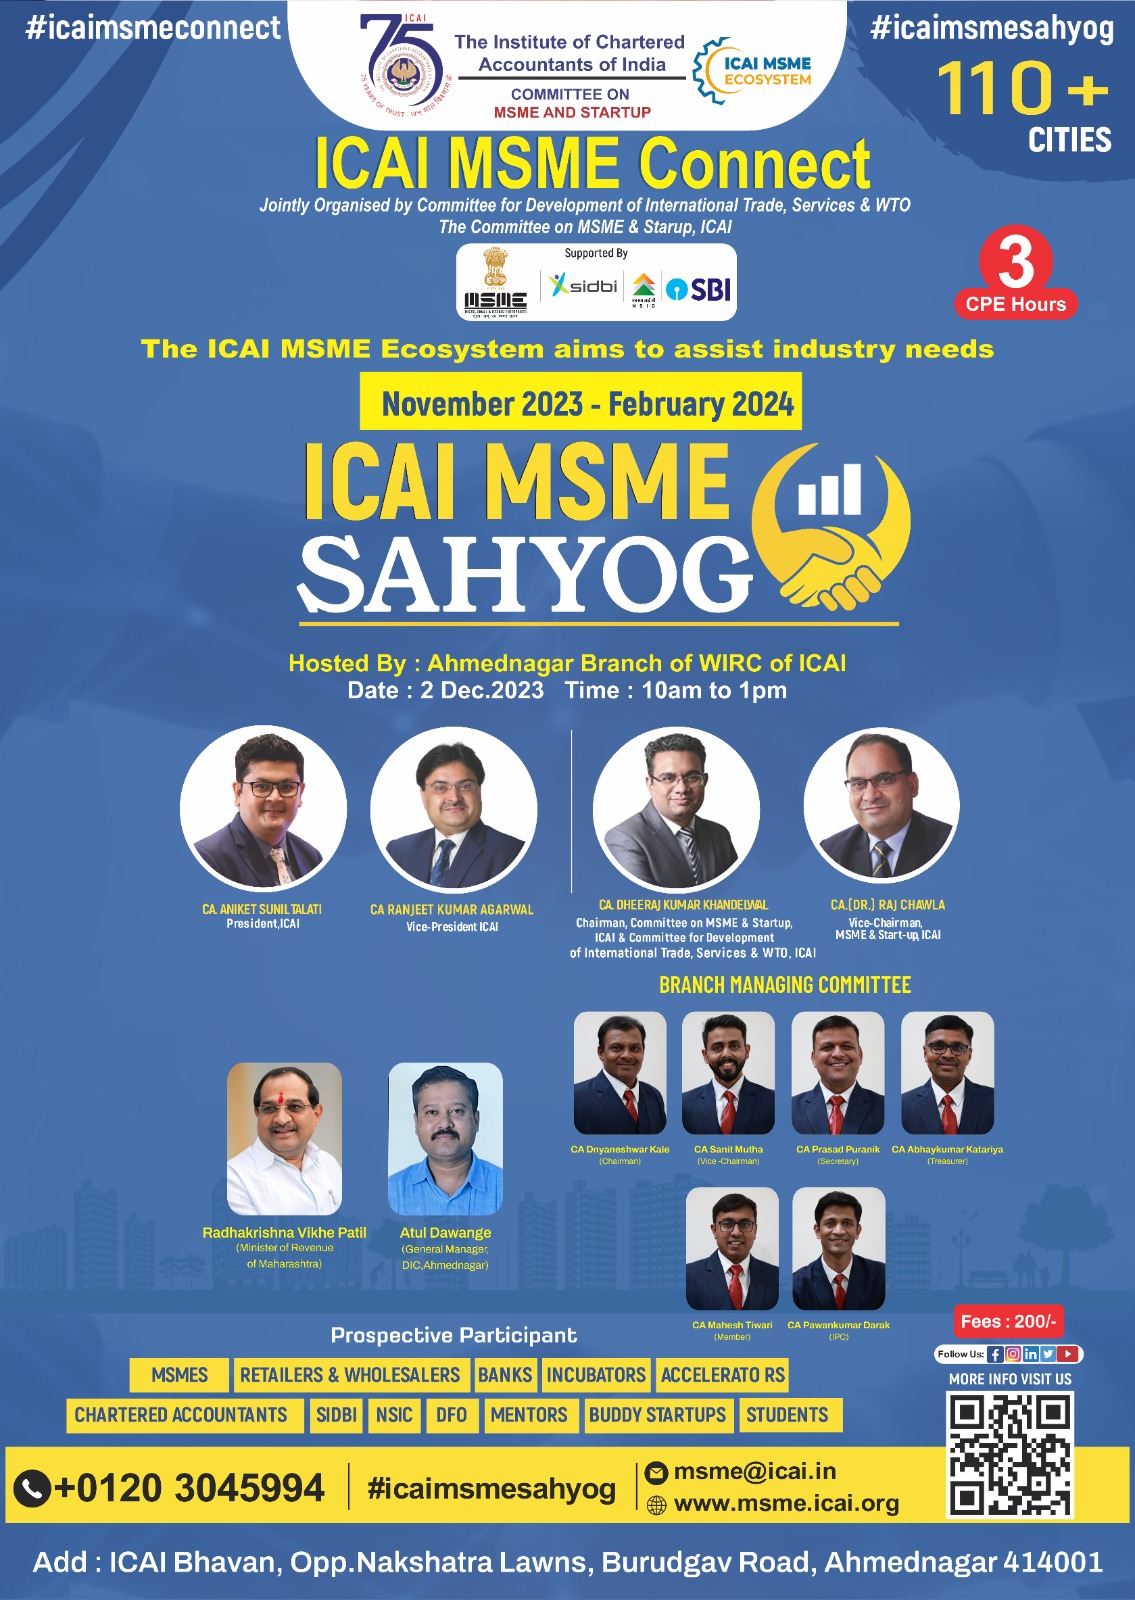 #icaimsmeconnect
ICAI
75
75 YEARS OF TRUST
The Institute of Chartered
Accountants of India
COMMITTEE ON
MSME AND STARTUP
ICAI MSME
ECOSYSTEM
#icaimsmesahyog
110+
CITIES
ICAI MSME Connect
Jointly Organised by Committee for Development of International Trade, Services & WTO
The Committee on MSME & Starup, ICAI
Supported By
MSME
sidbi
NSIC
SBI
3
CPE Hours
The ICAI MSME Ecosystem aims to assist industry needs
November 2023 - February 2024
ICAI MSME
SAHYOG
Hosted By : Ahmednagar Branch of WIRC of ICAI
Date : 2 Dec.2023 Time : 10am to 1pm
CA. ANIKET SUNIL TALATI
President,ICAI
CA RANJEET KUMAR AGARWAL
Vice-President ICAI
CA. DHEERAJ KUMAR KHANDELWAL
Chairman, Committee on MSME & Startup,
ICAI & Committee for Development
of International Trade, Services & WTO, ICAI
CA.(DR.) RAJ CHAWLA
Vice-Chairman,
MSME & Start-up, ICAI
BRANCH MANAGING COMMITTEE
CA Dnyaneshwar Kale
(Chairman)
CA Sanit Mutha
(Vice -Chairman)
CA Prasad Puranik
(Secretary)
CA Abhaykumar Katariya
(Treasurer)
Radhakrishna Vikhe Patil
(Minister of Revenue
of Maharashtra)
Atul Dawange
(General Manager,
DIC,Ahmednagar)
CA Mahesh Tiwari
(Member)
CA Pawankumar Darak
(IPC)
Prospective Participant
MSMES RETAILERS & WHOLESALERS BANKS INCUBATORS ACCELERATO RS
CHARTERED ACCOUNTANTS SIDBI NSIC DFO MENTORS BUDDY STARTUPS STUDENTS
Fees : 200/-
Follow Us:
MORE INFO VISIT US
+0120 3045994
#icaimsmesahyog
msme@icai.in
www.msme.icai.org
Add : ICAI Bhavan, Opp.Nakshatra Lawns, Burudgav Road, Ahmednagar 414001